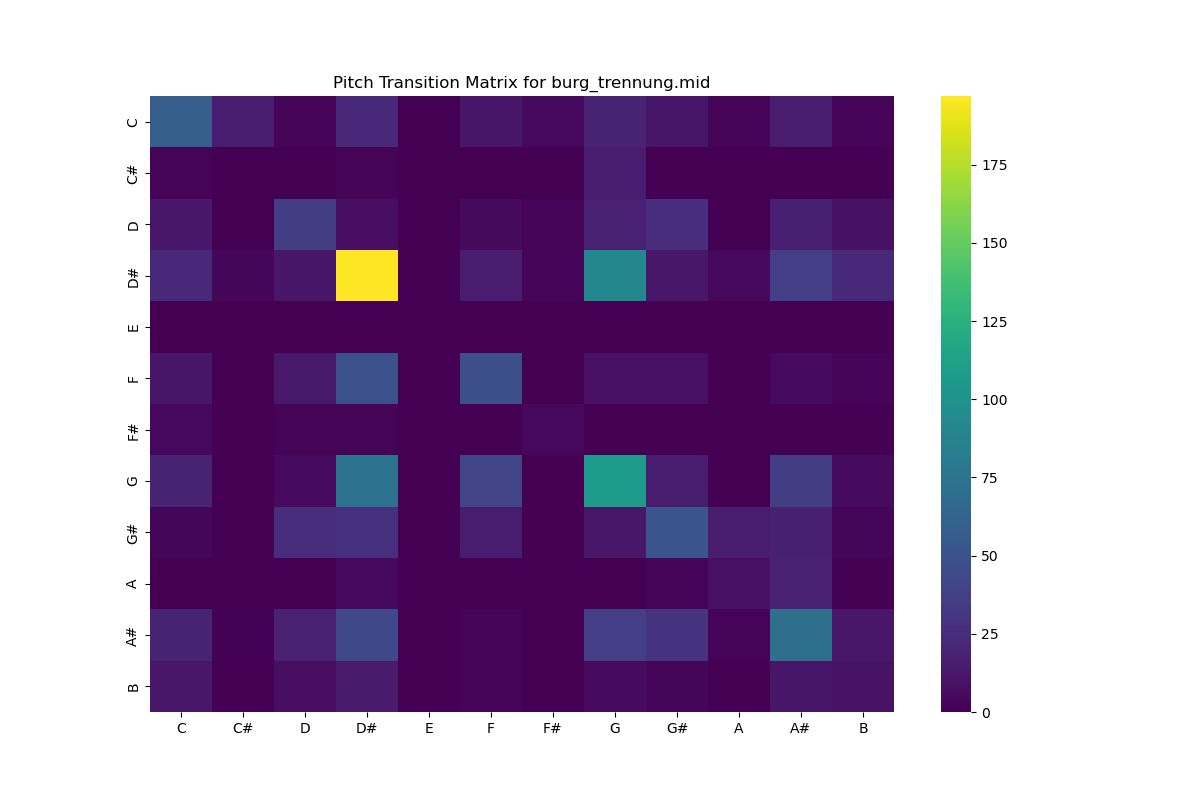 Pitch Transition Matrix for burg_trennung.mid
C
C#
D
D#
E
F
F#
G
G#
A
A#
B
C C# D D# E F F# G G# A A# B
175
150
125
100
75
50
25
0